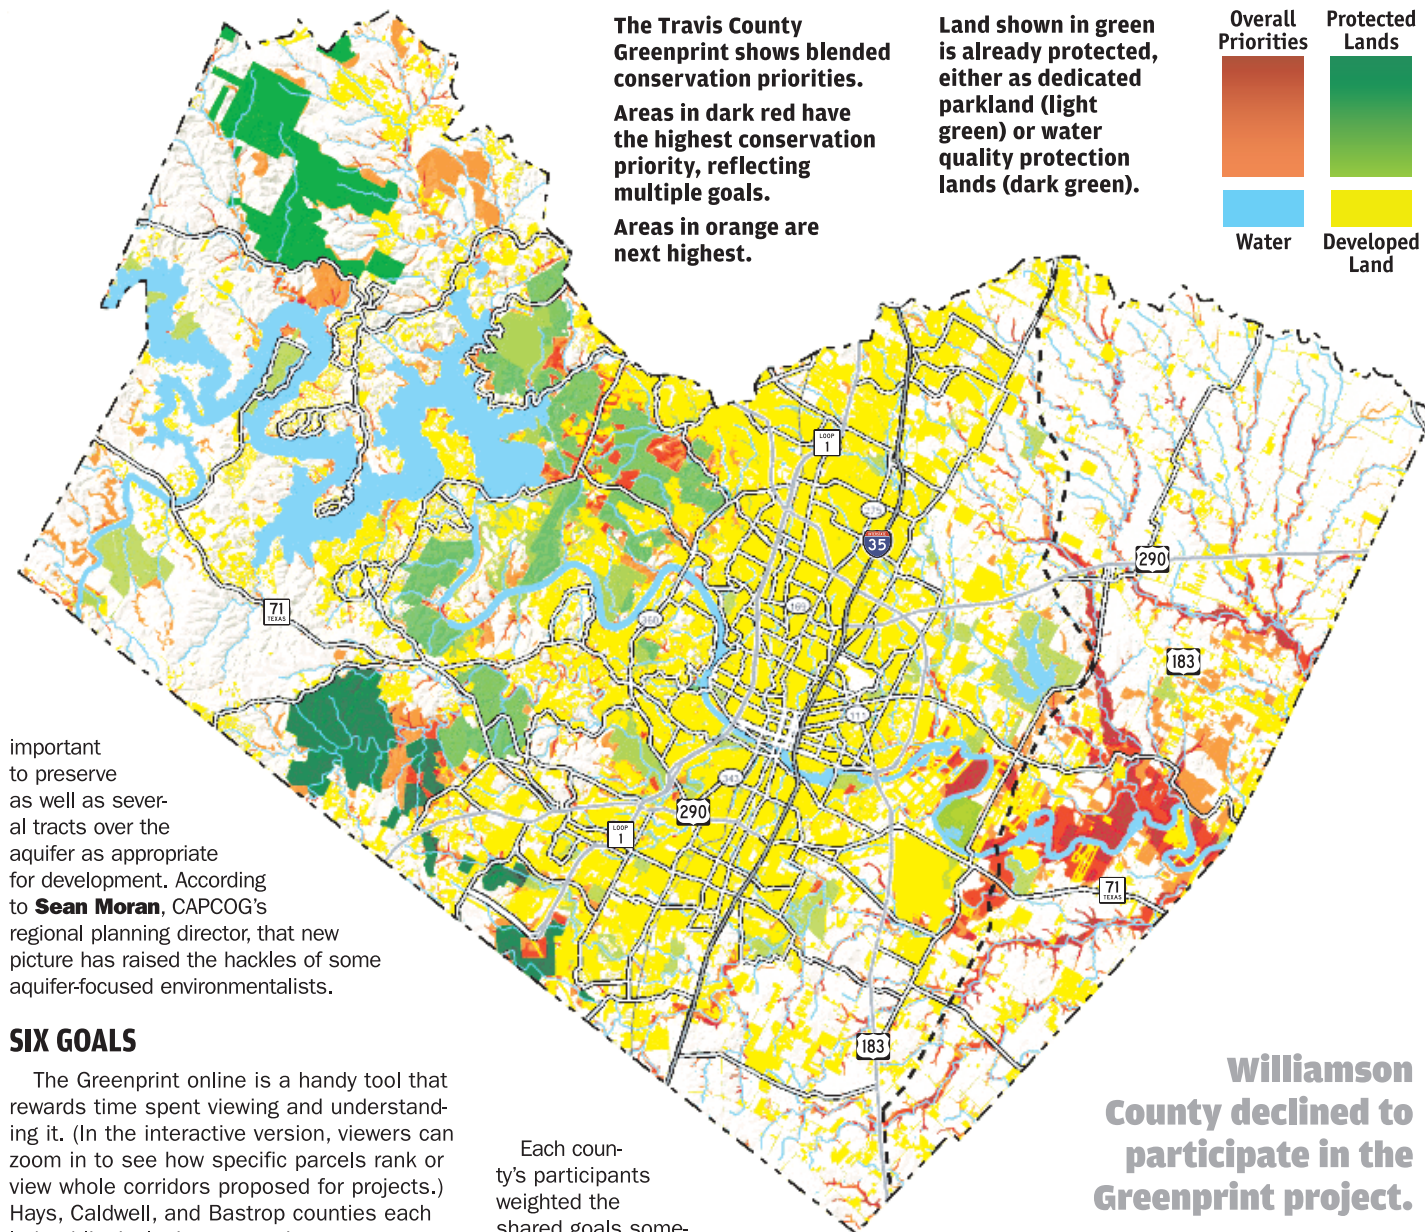 The Travis County
Greenprint shows blended
conservation priorities.
Areas in dark red have
the highest conservation
priority, reflecting
multiple goals.
Areas in orange are
next highest.
Land shown in green
is already protected,
either as dedicated
parkland (light
green) or water
quality protection
lands (dark green).
Overall
Priorities
Protected
Lands
Water
Developed
Land
LOOP
1
275
35
290
71
TEXAS
360
469
183
111
343
290
LOOP
1
71
TEXAS
183
important
to preserve
as well as sever-
al tracts over the
aquifer as appropriate
for development. According
to Sean Moran, CAPCOG's
regional planning director, that new
picture has raised the hackles of some
aquifer-focused environmentalists.
SIX GOALS
The Greenprint online is a handy tool that
rewards time spent viewing and understand-
ing it. (In the interactive version, viewers can
zoom in to see how specific parcels rank or
view whole corridors proposed for projects.)
Hays, Caldwell, and Bastrop counties each
Each coun-
ty's participants
weighted the
shared goals some-
Williamson
County declined to
participate in the
Greenprint project.